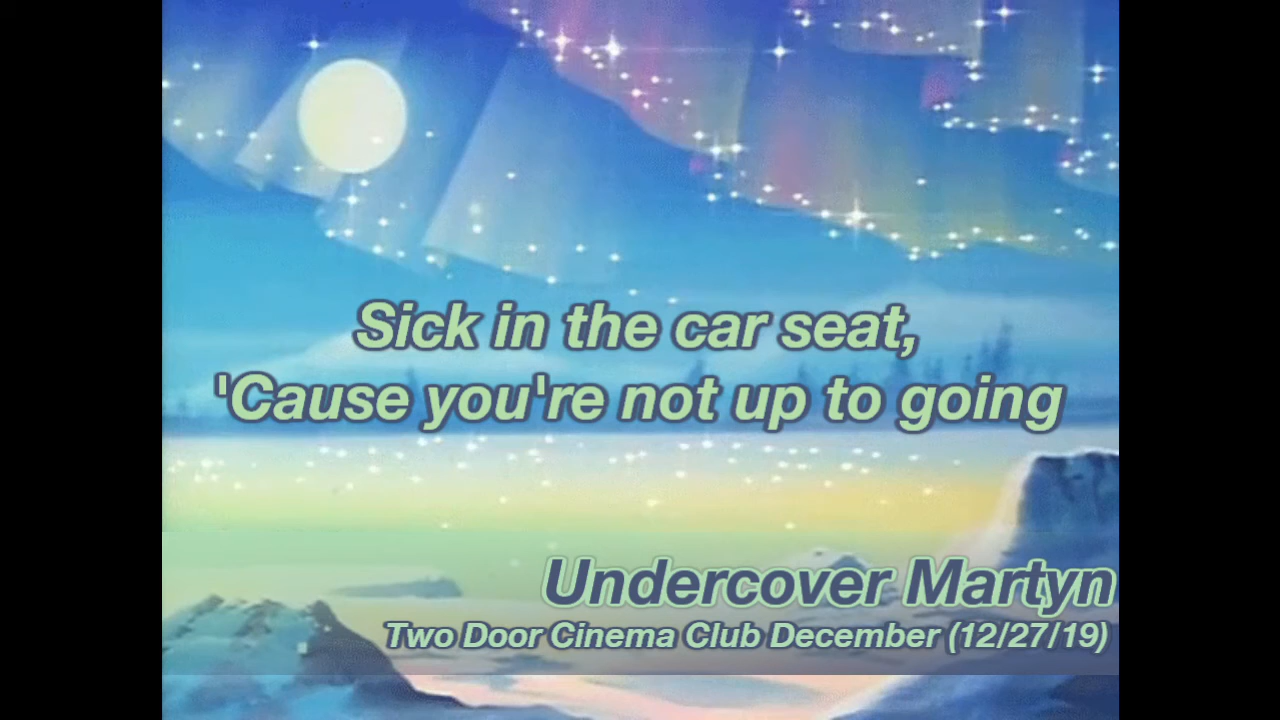 Sick in the car seat,
'Cause you're not up to going
Undercover Martyn
Two Door Cinema Club December (12/27/19)